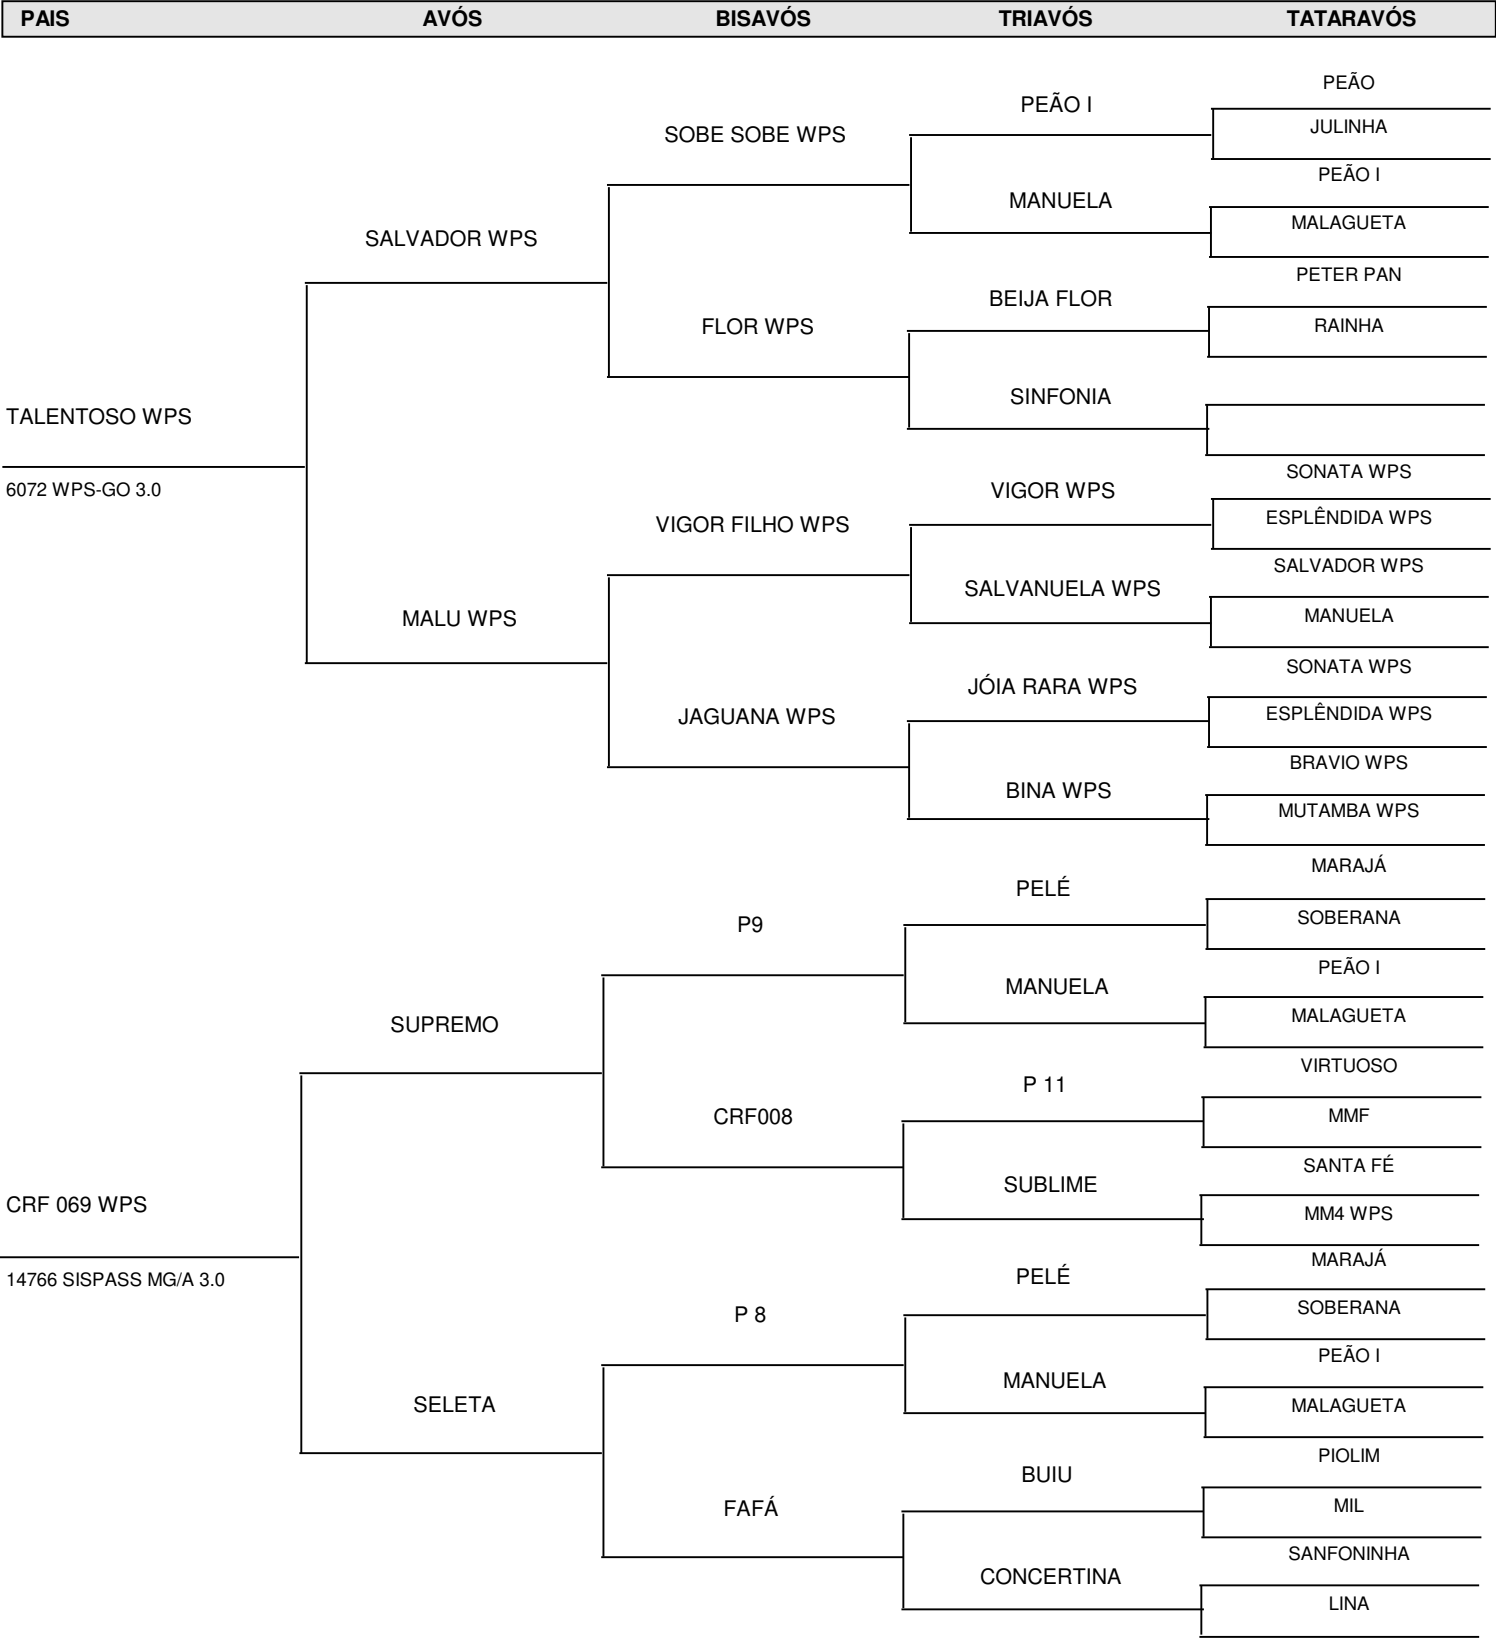 PAIS AVÓS BISAVÓS TRIAVÓS TATARAVÓS
PEÃO
PEÃO I
JULINHA
SOBE SOBE WPS
PEÃO I
MANUELA
MALAGUETA
SALVADOR WPS
PETER PAN
BEIJA FLOR
FLOR WPS
RAINHA
SINFONIA
TALENTOSO WPS
SONATA WPS
6072 WPS-GO 3.0
VIGOR WPS
ESPLÊNDIDA WPS
VIGOR FILHO WPS
SALVADOR WPS
SALVANUELA WPS
MANUELA
MALU WPS
SONATA WPS
JÓIA RARA WPS
ESPLÊNDIDA WPS
JAGUANA WPS
BRAVIO WPS
BINA WPS
MUTAMBA WPS
MARAJÁ
PELÉ
SOBERANA
P9
PEÃO I
MANUELA
MALAGUETA
SUPREMO
VIRTUOSO
P 11
MMF
CRF008
SANTA FÉ
SUBLIME
CRF 069 WPS
MM4 WPS
MARAJÁ
14766 SISPASS MG/A 3.0
PELÉ
SOBERANA
P 8
PEÃO I
MANUELA
SELETA
MALAGUETA
PIOLIM
BUIU
MIL
FAFÁ
SANFONINHA
CONCERTINA
LINA